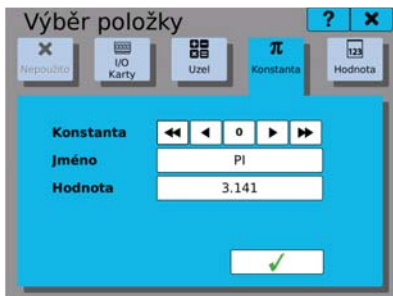 Výběr položky
? ×
Nepoužito
I/O
Karty
Uzel
π
Konstanta
123
Hodnota
Konstanta 0
Jméno PI
Hodnota 3.141